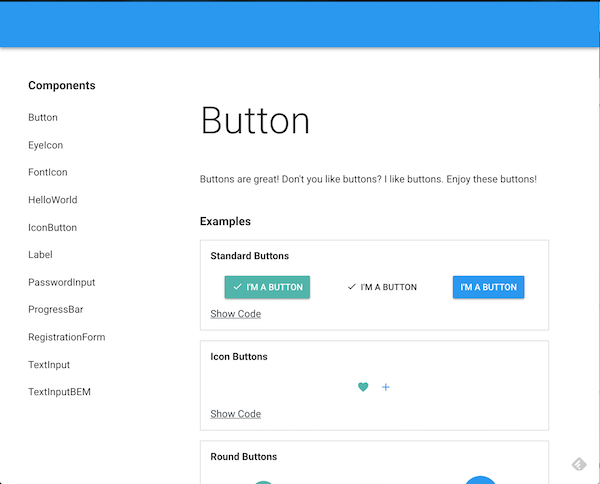 Components
Button
EyeIcon
FontIcon
HelloWorld
IconButton
Label
PasswordInput
ProgressBar
RegistrationForm
TextInput
TextInputBEM
Button
Buttons are great! Don't you like buttons? I like buttons. Enjoy these buttons!
Examples
Standard Buttons
I'M A BUTTON I'M A BUTTON I'M A BUTTON
Show Code
Icon Buttons
Show Code
Round Buttons